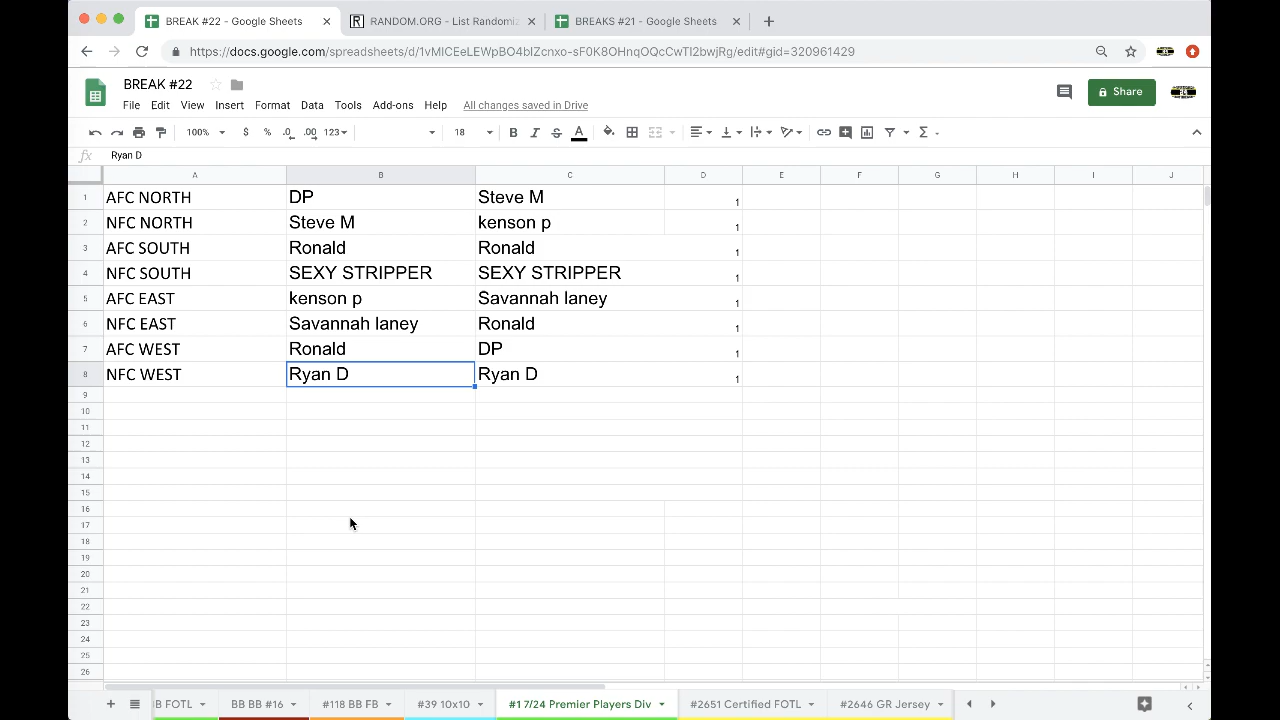 BREAK #22 - Google Sheets RANDOM.ORG - List Randomi BREAKS #21 - Google Sheets
https://docs.google.com/spreadsheets/d/1vMlCEeLEWpBO4bIZcnxo-sF0K8OHnqOQcCwTl2bwjRg/edit#gid=320961429
BREAK #22
File Edit View Insert Format Data Tools Add-ons Help All changes saved in Drive Share
100% $ % .0 .00 123 18
fx Ryan D
A B C D E F G H I J
1 AFC NORTH DP Steve M 1
2 NFC NORTH Steve M kenson p 1
3 AFC SOUTH Ronald Ronald 1
4 NFC SOUTH SEXY STRIPPER SEXY STRIPPER 1
5 AFC EAST kenson p Savannah laney 1
6 NFC EAST Savannah laney Ronald 1
7 AFC WEST Ronald DP 1
8 NFC WEST Ryan D Ryan D 1
9
10
11
12
13
14
15
16
17
18
19
20
21
22
23
24
25
26
B FOTL BB BB #16 #118 BB FB #39 10x10 #1 7/24 Premier Players Div #2651 Certified FOTL #2646 GR Jersey